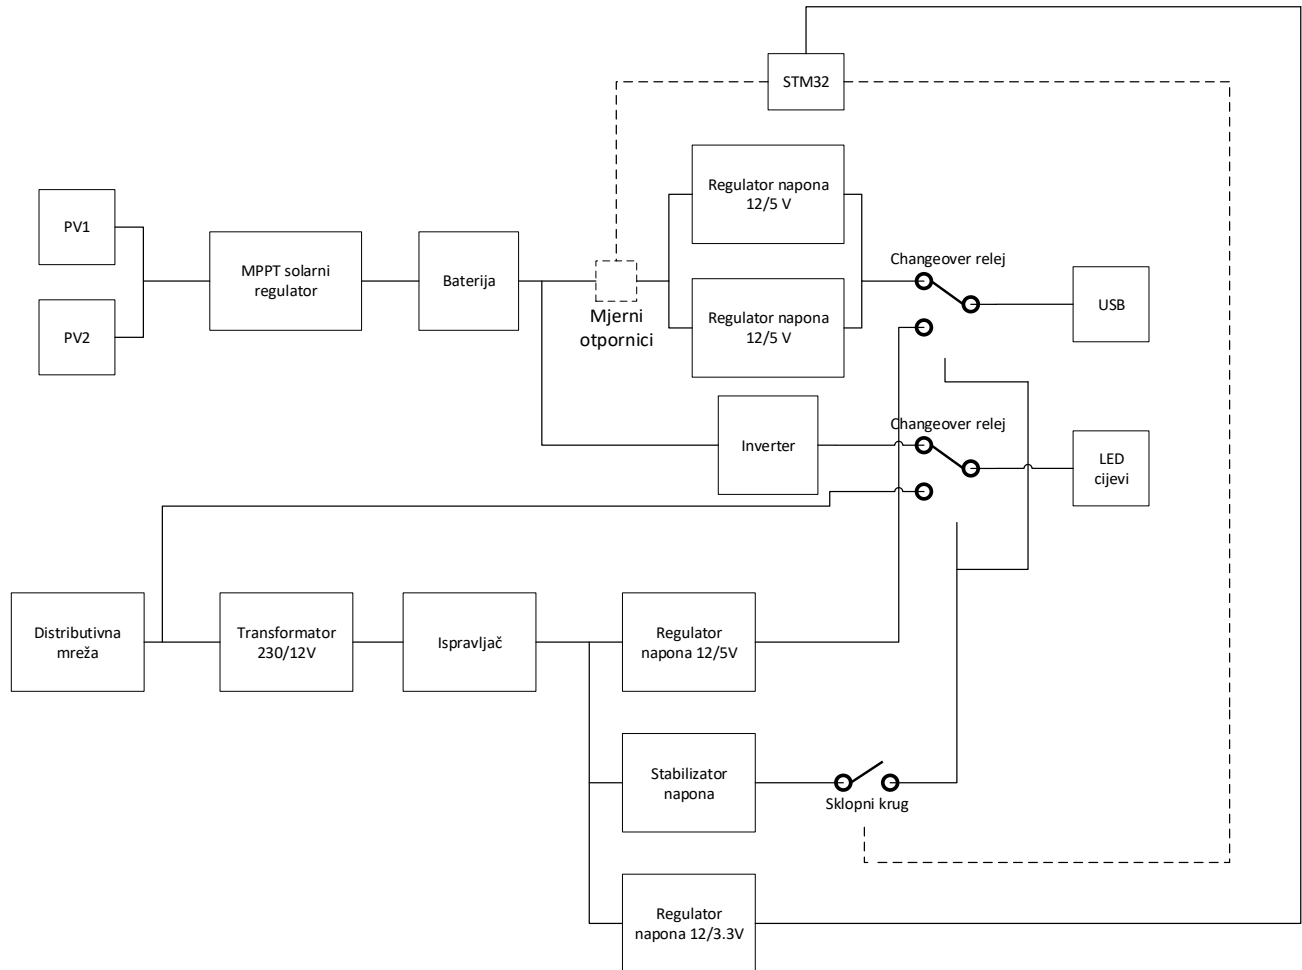 STM32
Regulator napona
12/5 V
PV1
MPPT solarni
regulator
Baterija
Changeover relej
USB
PV2
Mjerni
otpornici
Regulator napona
12/5 V
Changeover relej
Inverter
LED
cijevi
Distributivna
mreža
Transformator
230/12V
Ispravljač
Regulator
napona 12/5V
Stabilizator
napona
Sklopni krug
Regulator
napona 12/3.3V